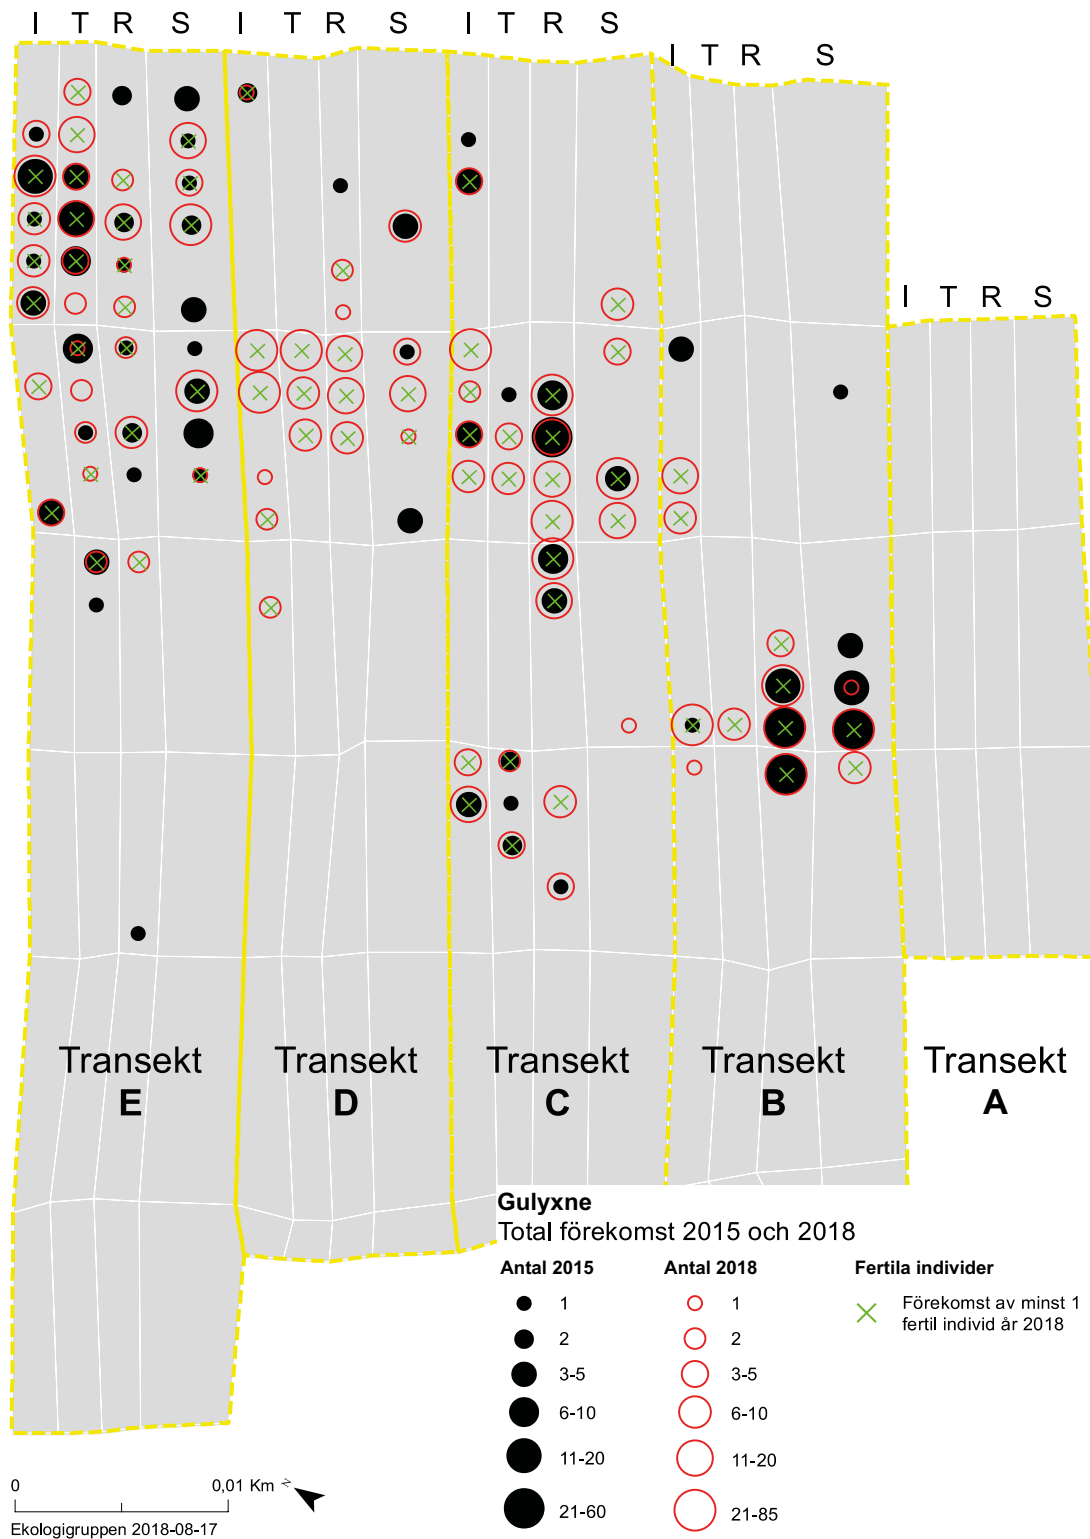 I T R S I T R S I T R S
I T R S
I T R S
Transekt E
Transekt D
Transekt C
Transekt B
Transekt A
Gulyxne
Total förekomst 2015 och 2018
Antal 2015
1
2
3-5
6-10
11-20
21-60
Antal 2018
1
2
3-5
6-10
11-20
21-85
Fertila individer
Förekomst av minst 1
fertil individ år 2018
0 0,01 Km
N
Ekologigruppen 2018-08-17